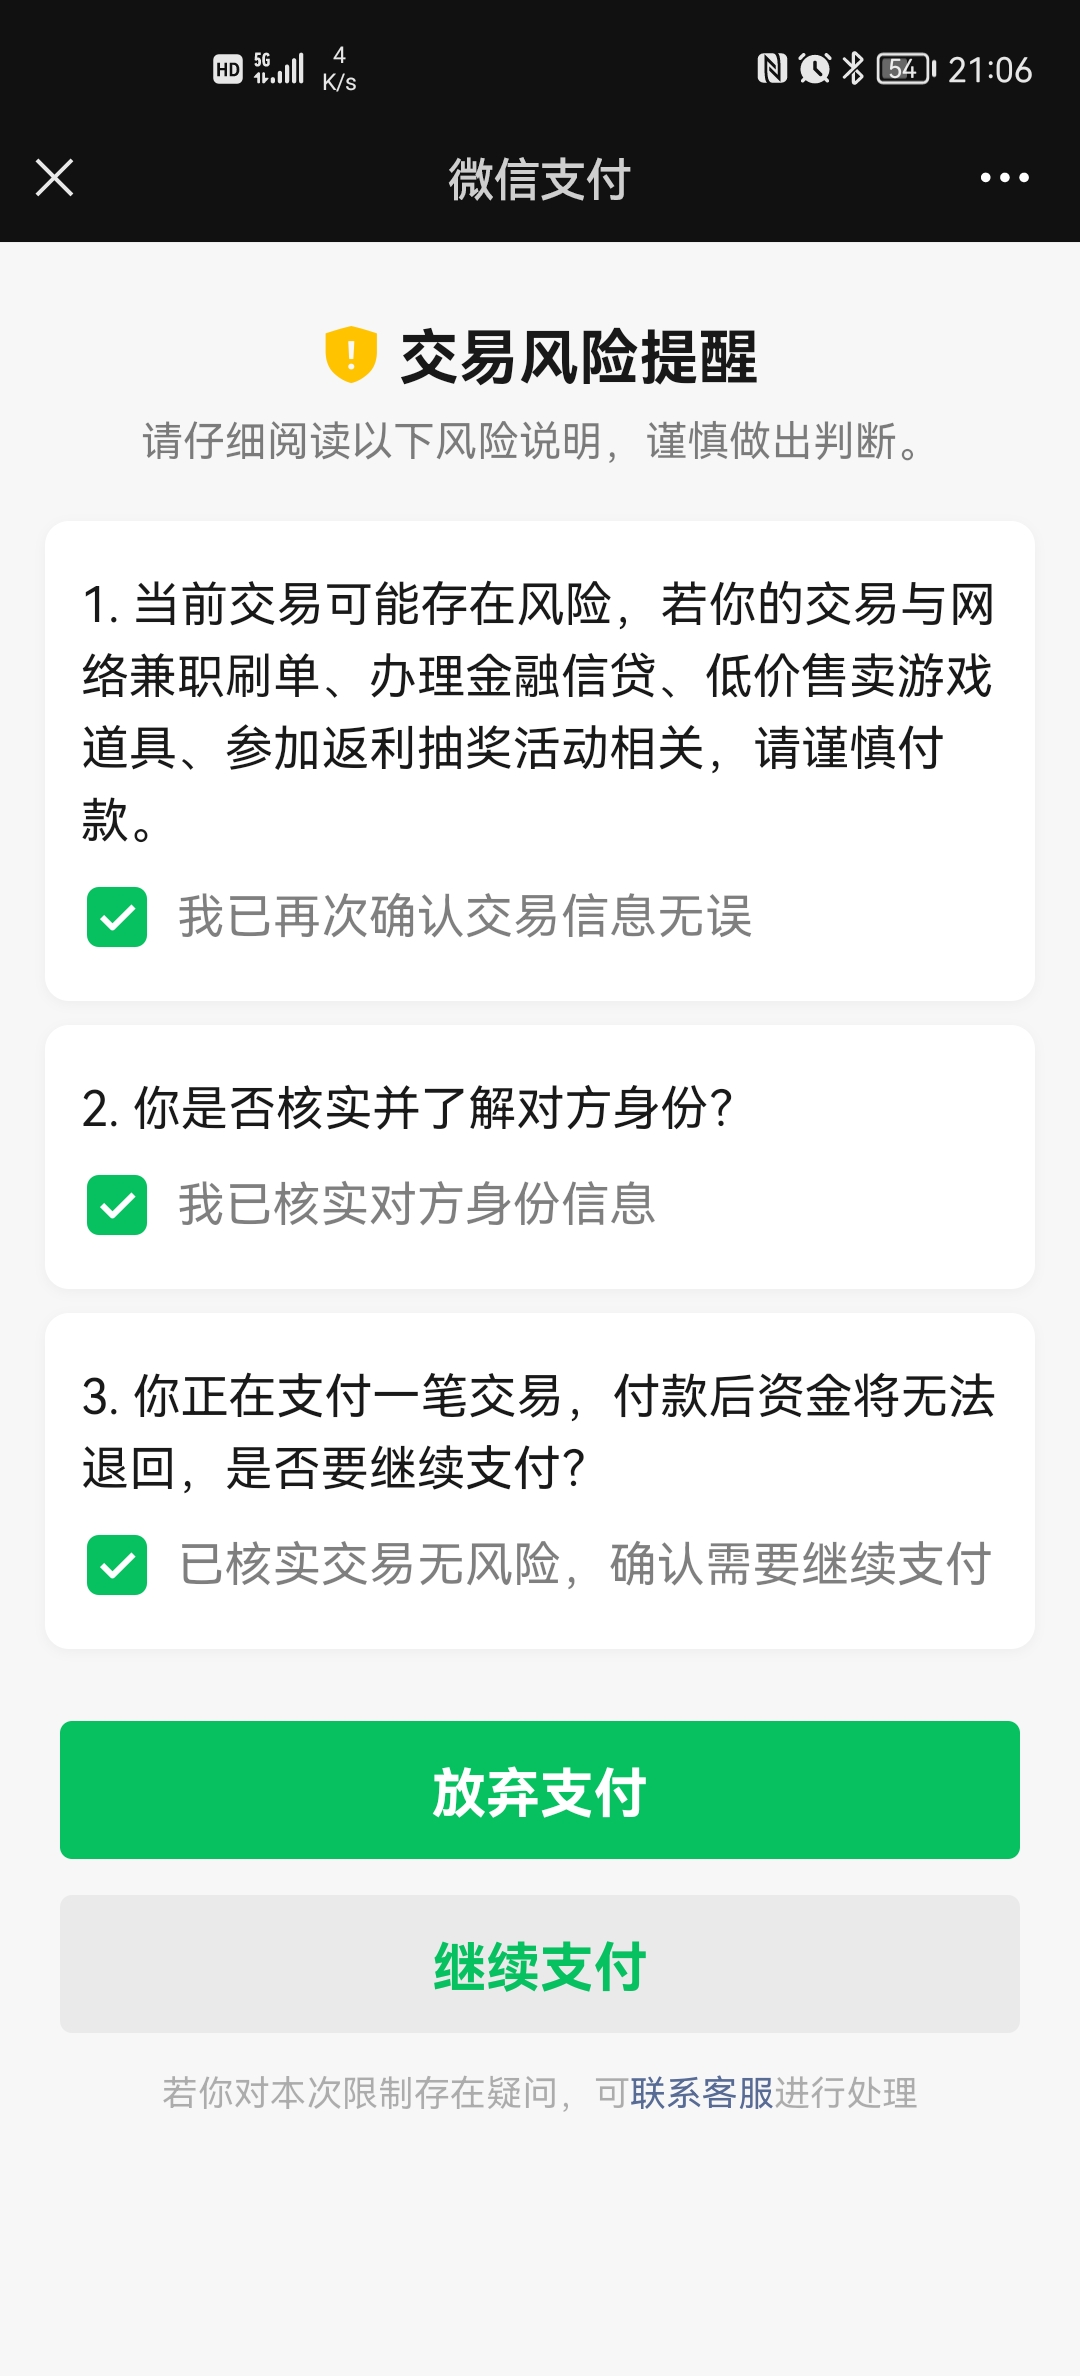 HD 5G 4 K/s 54 21:06
微信支付
交易风险提醒
请仔细阅读以下风险说明，谨慎做出判断。
1. 当前交易可能存在风险，若你的交易与网
络兼职刷单、办理金融信贷、低价售卖游戏
道具、参加返利抽奖活动相关，请谨慎付
款。
我已再次确认交易信息无误
2. 你是否核实并了解对方身份?
我已核实对方身份信息
3. 你正在支付一笔交易，付款后资金将无法
退回，是否要继续支付?
已核实交易无风险，确认需要继续支付
放弃支付
继续支付
若你对本次限制存在疑问，可联系客服进行处理